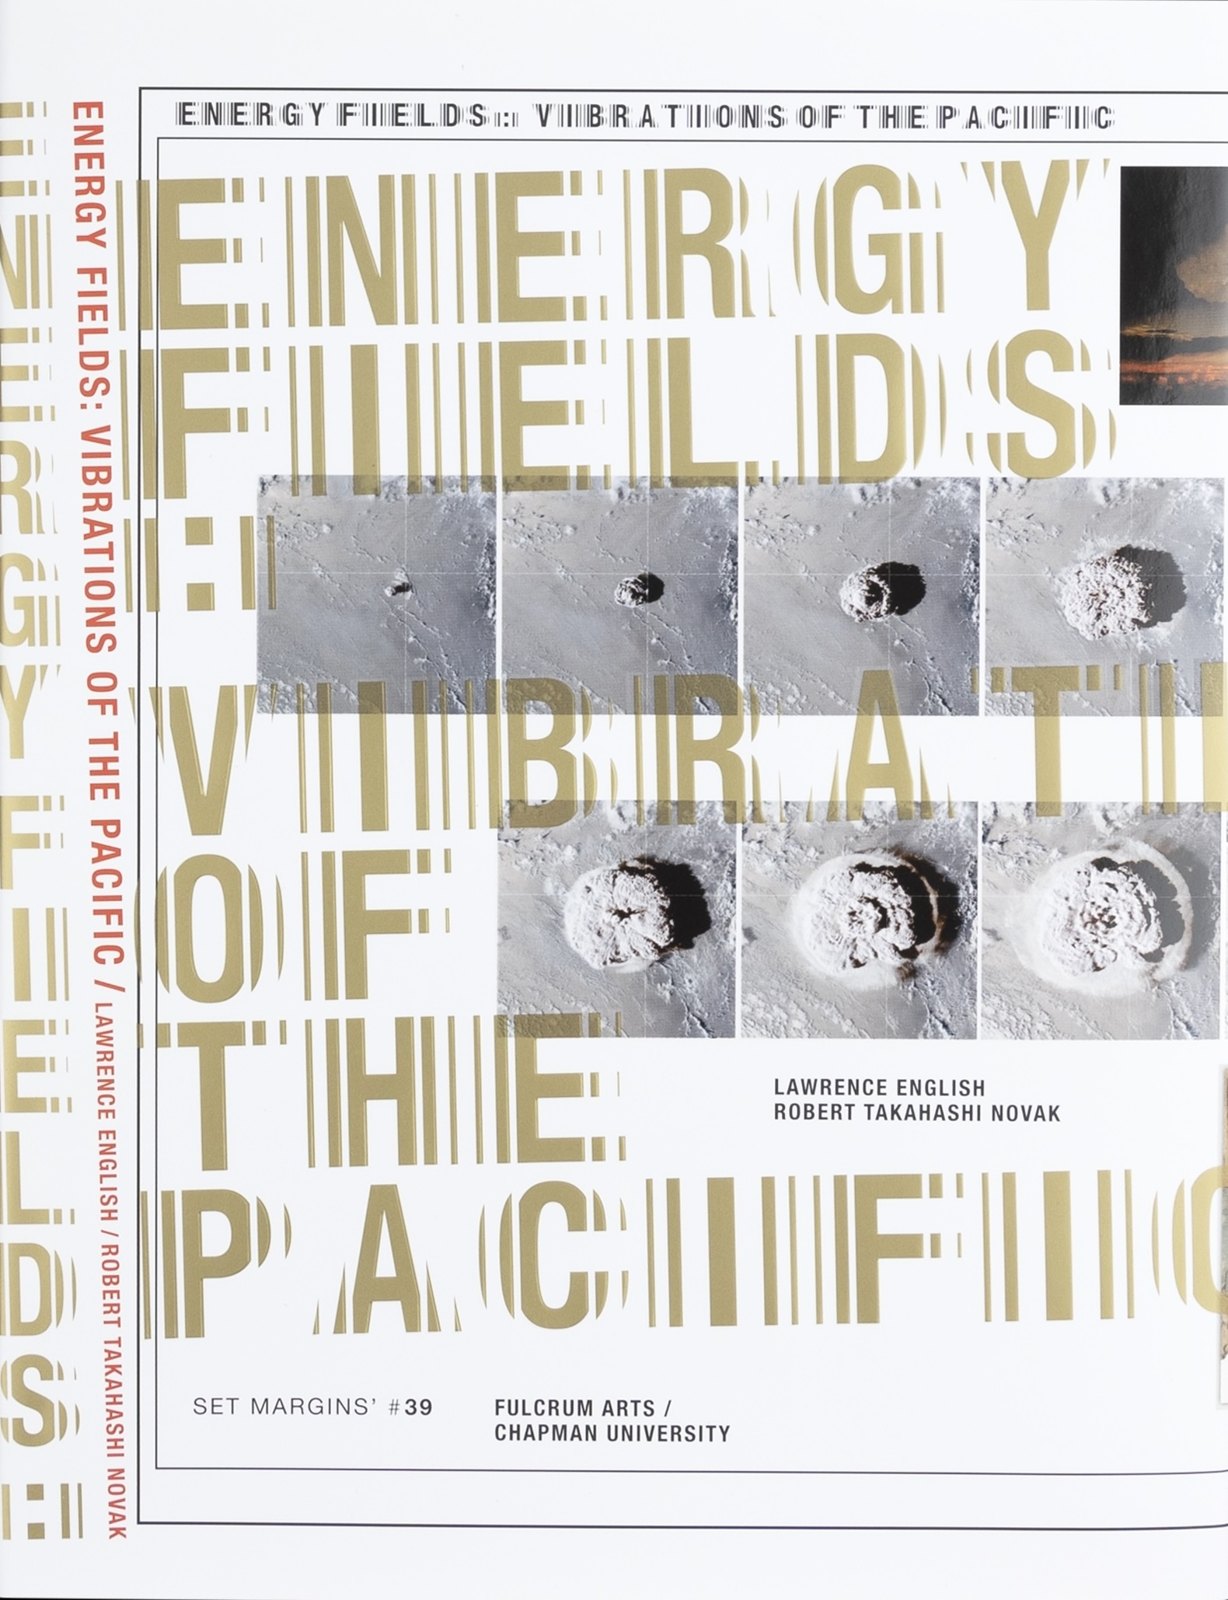 ENERGY FIELDS: VIBRATIONS OF THE PACIFIC
ENERGY
FIELDS
:
VIBRATI
OF
THE
PACIFIC
LAWRENCE ENGLISH
ROBERT TAKAHASHI NOVAK
SET MARGINS’ #39
FULCRUM ARTS /
CHAPMAN UNIVERSITY
ENERGY FIELDS: VIBRATIONS OF THE PACIFIC / LAWRENCE ENGLISH / ROBERT TAKAHASHI NOVAK
ENERGY FIELDS: